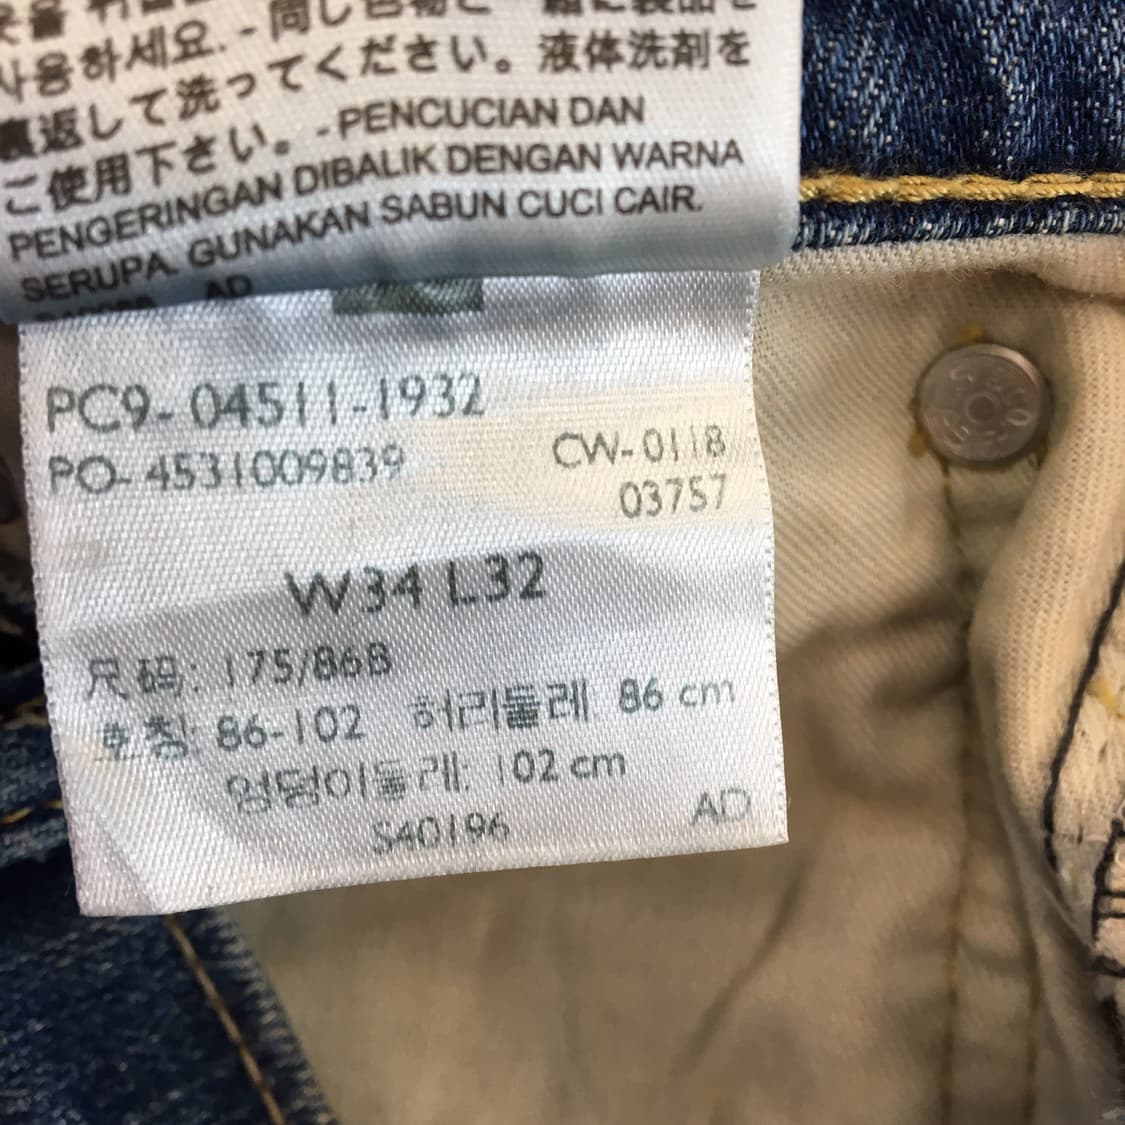 사용하세요. - 同じ色物と一緒に製品を
裏返して洗ってください。液体洗剤を
ご使用下さい。 - PENCUCIAN DAN
PENGERINGAN DIBALIK DENGAN WARNA
SERUPA. GUNAKAN SABUN CUCI CAIR.
AD
PC9-04511-1932
PO-4531009839
CW-0118
03757
W34 L32
尺码: 175/86B
호칭: 86-102 허리둘레 86 cm
엉덩이둘레: 102 cm
S40196
AD